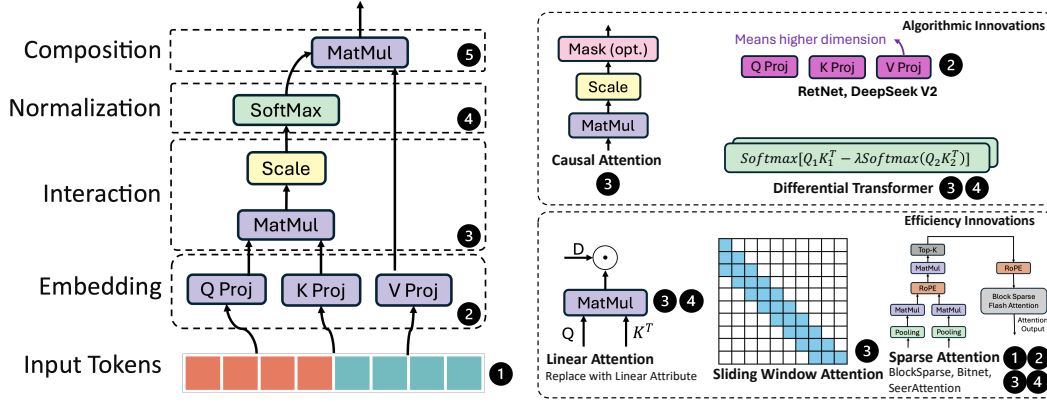 Composition
MatMul
5
Normalization
SoftMax
4
Interaction
Scale
MatMul
3
Embedding
Q Proj
K Proj
V Proj
2
Input Tokens
1
Algorithmic Innovations
Mask (opt.)
Scale
MatMul
Causal Attention
3
Means higher dimension
Q Proj
K Proj
V Proj
2
RetNet, DeepSeek V2
Softmax[Q₁K₁ᵀ − λSoftmax(Q₂K₂ᵀ)]
Differential Transformer 3 4
Efficiency Innovations
D
MatMul
3 4
Q
Kᵀ
Linear Attention
Replace with Linear Attribute
3
Sliding Window Attention
Top-K
MatMul
RoPE
MatMul
MatMul
Pooling
Pooling
RoPE
Block Sparse
Flash Attention
Attention
Output
Sparse Attention 1 2
BlockSparse, Bitnet,
SeerAttention
3 4